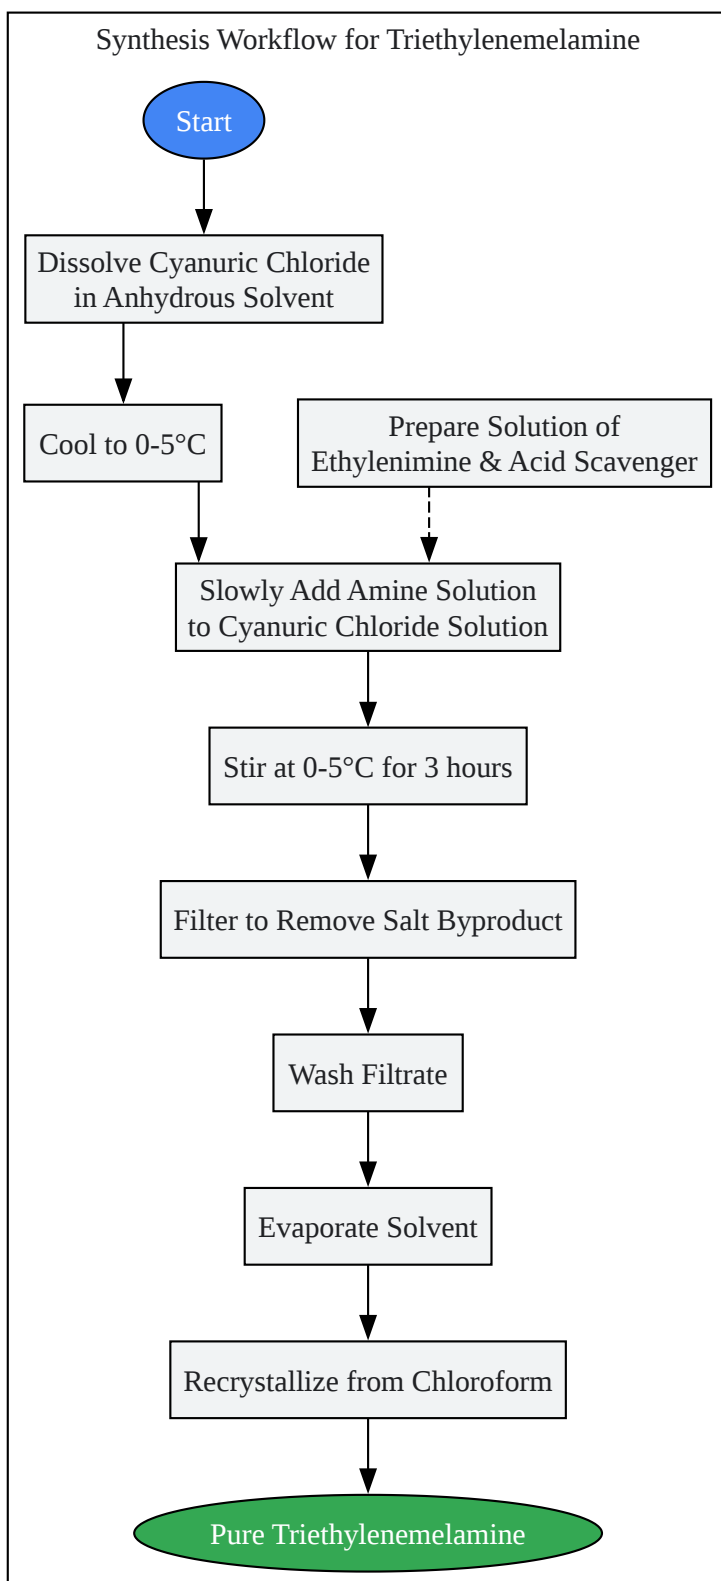 Synthesis Workflow for Triethylenemelamine
Start
Dissolve Cyanuric Chloride
in Anhydrous Solvent
Cool to 0-5°C
Prepare Solution of
Ethylenimine & Acid Scavenger
Slowly Add Amine Solution
to Cyanuric Chloride Solution
Stir at 0-5°C for 3 hours
Filter to Remove Salt Byproduct
Wash Filtrate
Evaporate Solvent
Recrystallize from Chloroform
Pure Triethylenemelamine